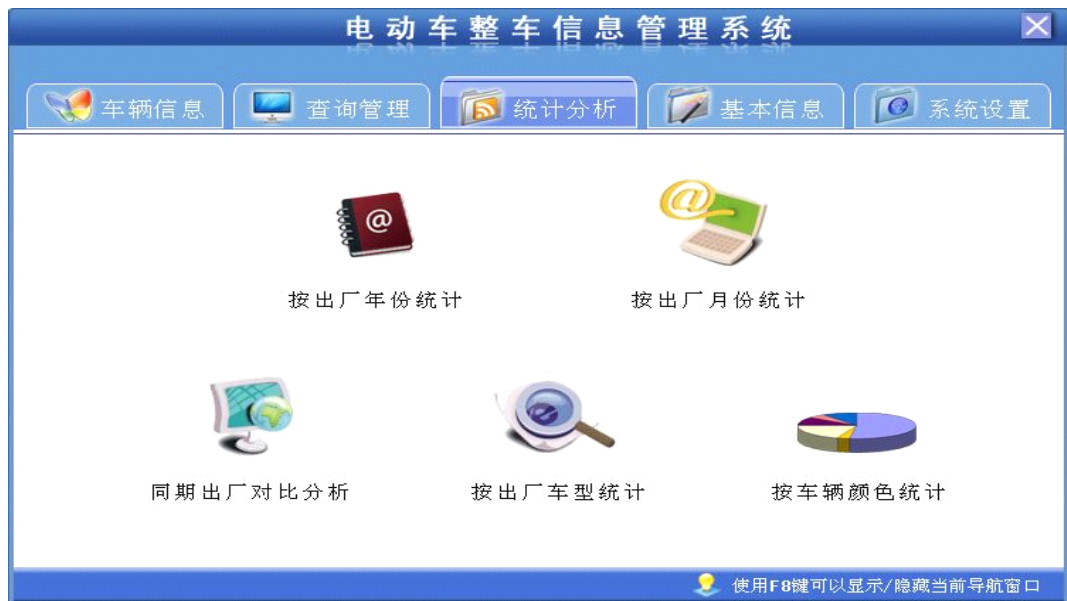 电动车整车信息管理系统
车辆信息 查询管理 统计分析 基本信息 系统设置
按出厂年份统计 按出厂月份统计
同期出厂对比分析 按出厂车型统计 按车辆颜色统计
使用F8键可以显示/隐藏当前导航窗口